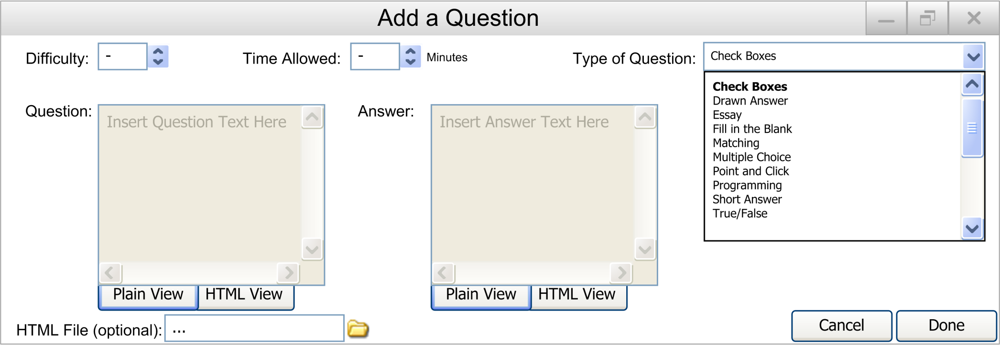 Add a Question
Difficulty: -
Time Allowed: - Minutes
Type of Question: Check Boxes
Check Boxes
Drawn Answer
Essay
Fill in the Blank
Matching
Multiple Choice
Point and Click
Programming
Short Answer
True/False
Question: Insert Question Text Here
Plain View HTML View
Answer: Insert Answer Text Here
Plain View HTML View
HTML File (optional): ...
Cancel Done